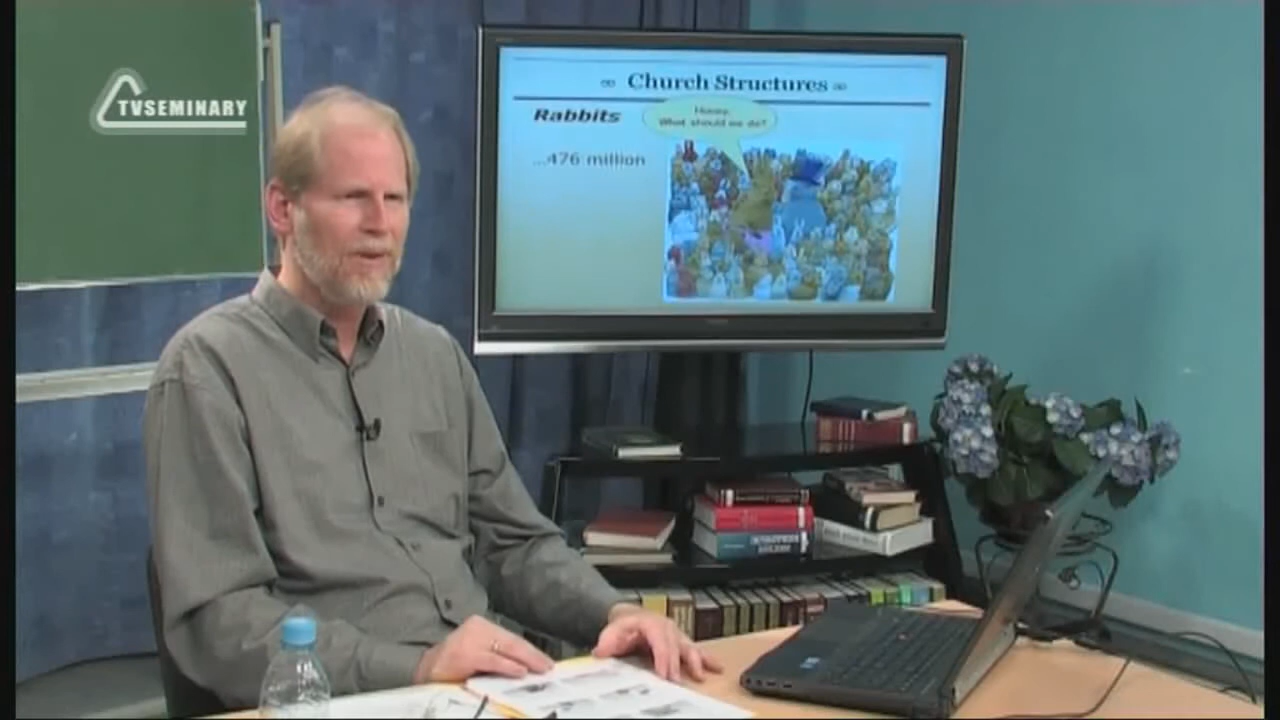 TVSEMINARY
Church Structures
Rabbits
Honey,
What should we do?
...476 million